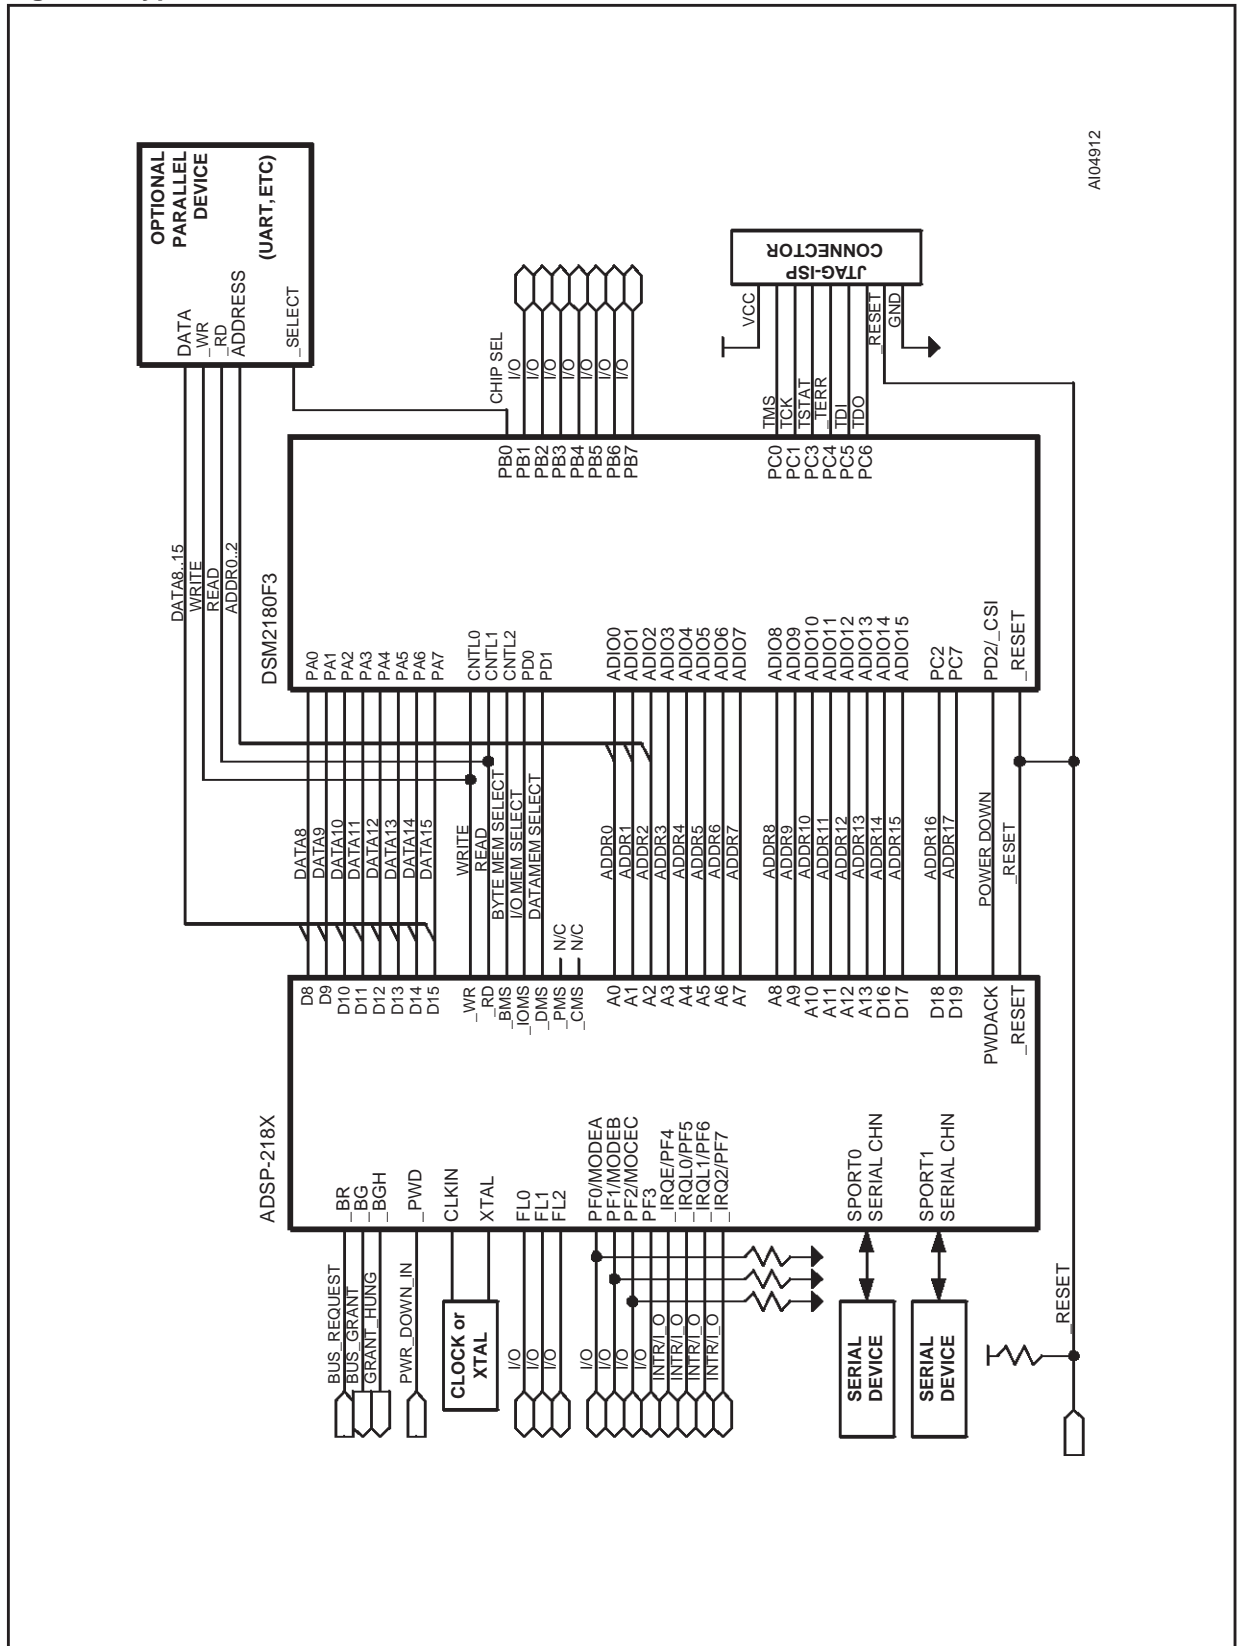 ADSP-218X
BUS_REQUEST
_BR
BUS_GRANT
_BG
GRANT_HUNG
_BGH
PWR_DOWN_IN
_PWD
CLOCK or
XTAL
CLKIN
XTAL
I/O
FL0
I/O
FL1
I/O
FL2
I/O
PF0/MODEA
I/O
PF1/MODEB
I/O
PF2/MOCEC
I/O
PF3
INTR/I_O
_IRQE/PF4
INTR/I_O
_IRQL0/PF5
INTR/I_O
_IRQL1/PF6
INTR/I_O
_IRQ2/PF7
SERIAL
DEVICE
SPORT0
SERIAL CHN
SERIAL
DEVICE
SPORT1
SERIAL CHN
_RESET
D8
D9
D10
D11
D12
D13
D14
D15
_WR
_RD
_BMS
_IOMS
_DMS
_PMS
N/C
_CMS
N/C
A0
A1
A2
A3
A4
A5
A6
A7
A8
A9
A10
A11
A12
A13
D16
D17
D18
D19
PWDACK
_RESET
DATA8
DATA9
DATA10
DATA11
DATA12
DATA13
DATA14
DATA15
WRITE
READ
BYTE MEM SELECT
I/O MEM SELECT
DATAMEM SELECT
ADDR0
ADDR1
ADDR2
ADDR3
ADDR4
ADDR5
ADDR6
ADDR7
ADDR8
ADDR9
ADDR10
ADDR11
ADDR12
ADDR13
ADDR14
ADDR15
ADDR16
ADDR17
POWER DOWN
_RESET
DSM2180F3
PA0
PA1
PA2
PA3
PA4
PA5
PA6
PA7
CNTL0
CNTL1
CNTL2
PD0
PD1
ADIO0
ADIO1
ADIO2
ADIO3
ADIO4
ADIO5
ADIO6
ADIO7
ADIO8
ADIO9
ADIO10
ADIO11
ADIO12
ADIO13
ADIO14
ADIO15
PC2
PC7
PD2/_CSI
_RESET
DATA8..15
WRITE
READ
ADDR0..2
PB0
PB1
PB2
PB3
PB4
PB5
PB6
PB7
CHIP SEL
I/O
I/O
I/O
I/O
I/O
I/O
I/O
PC0
PC1
PC3
PC4
PC5
PC6
TMS
TCK
TSTAT
_TERR
TDI
TDO
VCC
_RESET
GND
JTAG-ISP
CONNECTOR
OPTIONAL
PARALLEL
DEVICE
(UART, ETC)
DATA
_WR
_RD
ADDRESS
_SELECT
AI04912